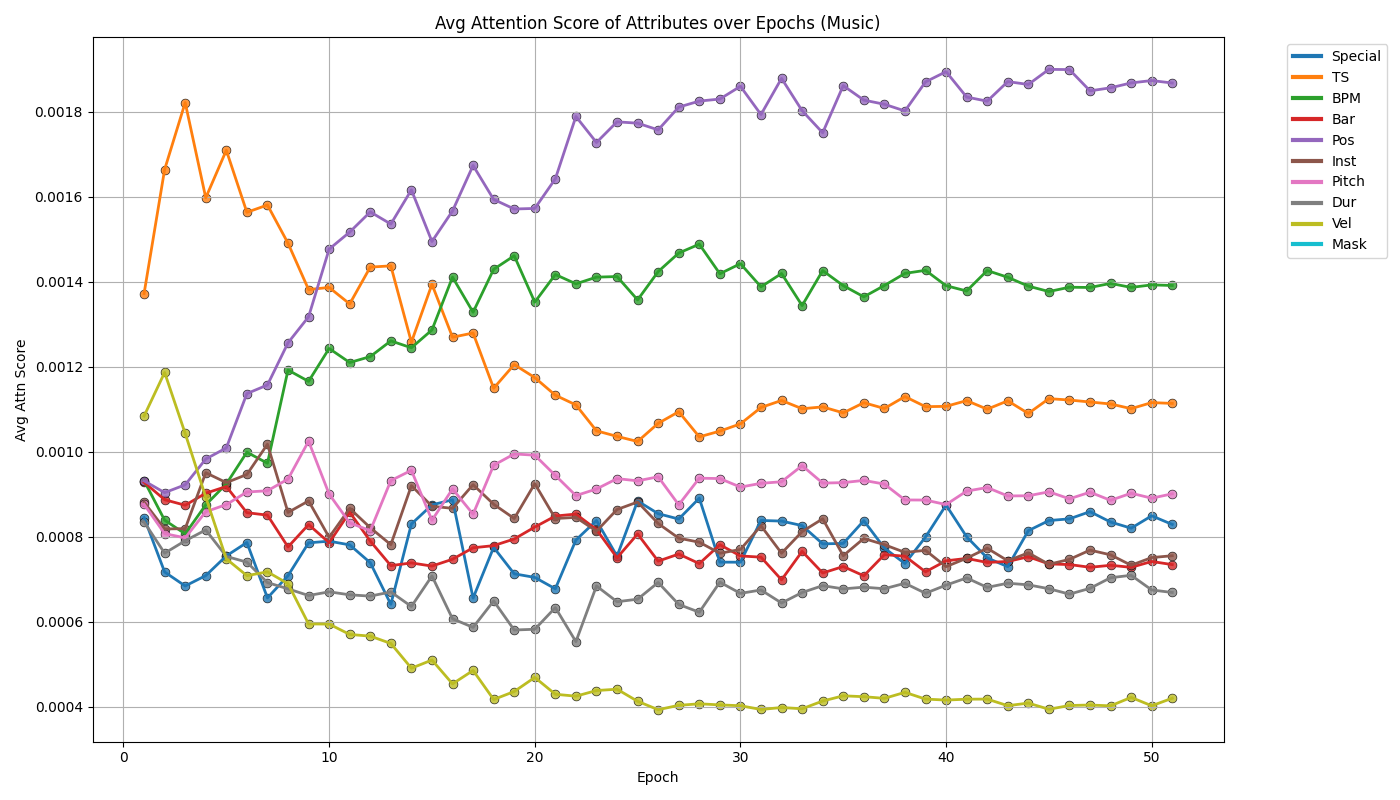 Avg Attention Score of Attributes over Epochs (Music)
Avg Attn Score
0.0018
0.0016
0.0014
0.0012
0.0010
0.0008
0.0006
0.0004
0
10
20
30
40
50
Epoch
Special
TS
BPM
Bar
Pos
Inst
Pitch
Dur
Vel
Mask